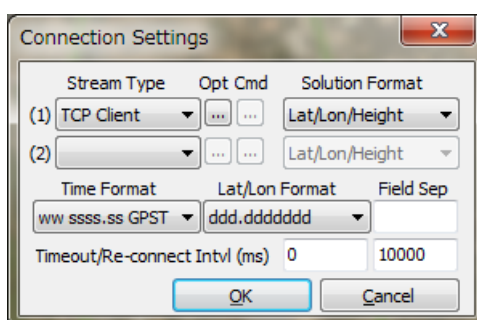 Connection Settings
Stream Type Opt Cmd Solution Format
(1) TCP Client ... ... Lat/Lon/Height
(2) ... ... Lat/Lon/Height
Time Format Lat/Lon Format Field Sep
ww ssss.ss GPST ddd.ddddddd
Timeout/Re-connect Intvl (ms) 0 10000
OK Cancel